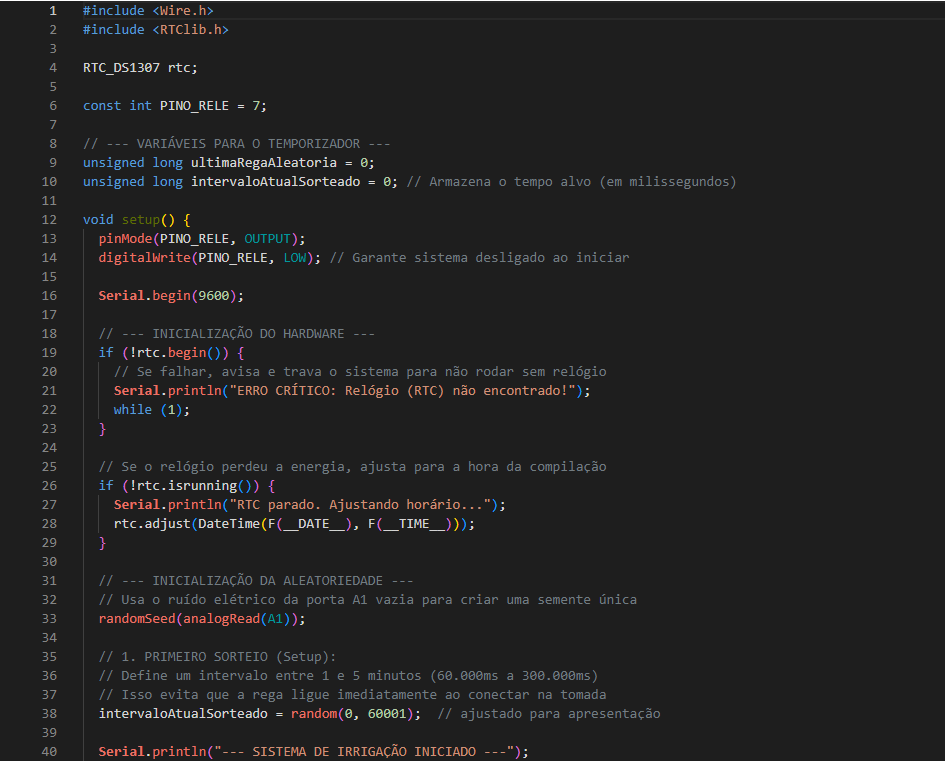 1 #include <Wire.h>
2 #include <RTClib.h>
3
4 RTC_DS1307 rtc;
5
6 const int PINO_RELE = 7;
7
8 // --- VARIÁVEIS PARA O TEMPORIZADOR ---
9 unsigned long ultimaRegaAleatoria = 0;
10 unsigned long intervaloAtualSorteado = 0; // Armazena o tempo alvo (em milissegundos)
11
12 void setup() {
13 pinMode(PINO_RELE, OUTPUT);
14 digitalWrite(PINO_RELE, LOW); // Garante sistema desligado ao iniciar
15
16 Serial.begin(9600);
17
18 // --- INICIALIZAÇÃO DO HARDWARE ---
19 if (!rtc.begin()) {
20 // Se falhar, avisa e trava o sistema para não rodar sem relógio
21 Serial.println("ERRO CRÍTICO: Relógio (RTC) não encontrado!");
22 while (1);
23 }
24
25 // Se o relógio perdeu a energia, ajusta para a hora da compilação
26 if (!rtc.isrunning()) {
27 Serial.println("RTC parado. Ajustando horário...");
28 rtc.adjust(DateTime(F(__DATE__), F(__TIME__)));
29 }
30
31 // --- INICIALIZAÇÃO DA ALEATORIEDADE ---
32 // Usa o ruído elétrico da porta A1 vazia para criar uma semente única
33 randomSeed(analogRead(A1));
34
35 // 1. PRIMEIRO SORTEIO (Setup):
36 // Define um intervalo entre 1 e 5 minutos (60.000ms a 300.000ms)
37 // Isso evita que a rega ligue imediatamente ao conectar na tomada
38 intervaloAtualSorteado = random(0, 60001); // ajustado para apresentação
39
40 Serial.println("--- SISTEMA DE IRRIGAÇÃO INICIADO ---");